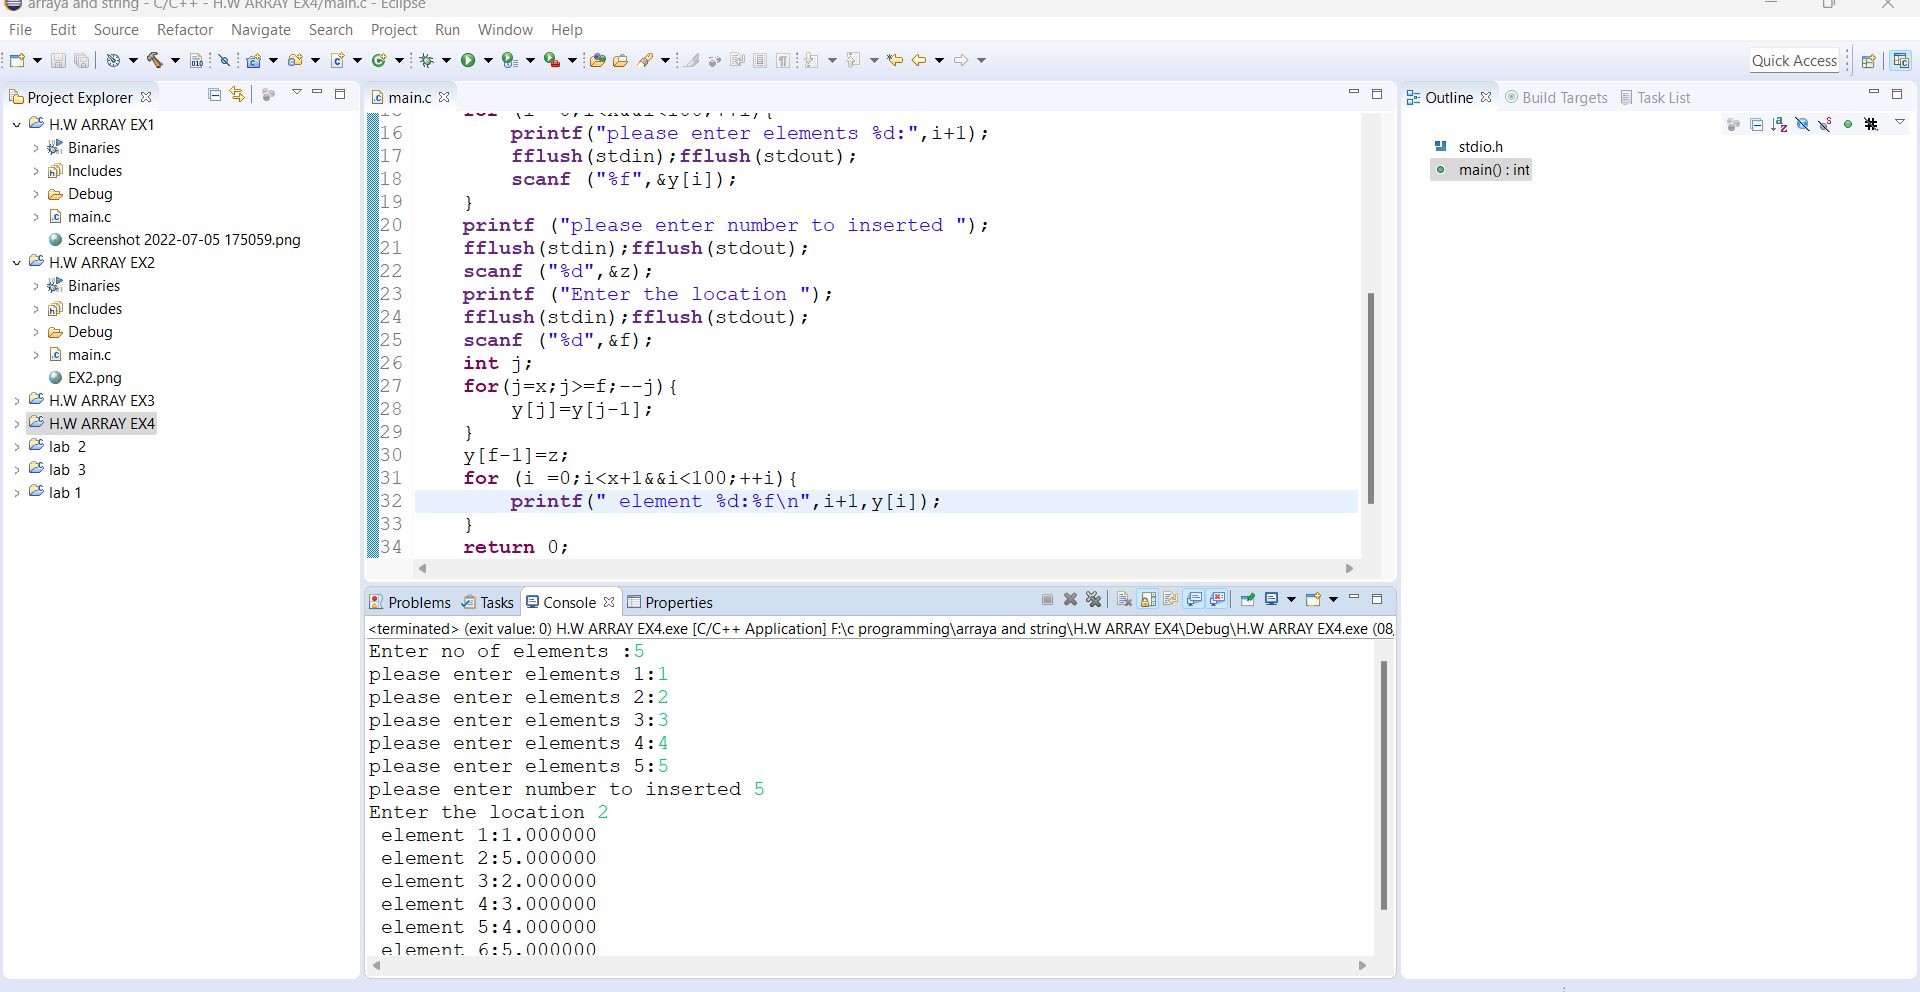 arraya and string - C/C++ - H.W ARRAY EX4/main.c - Eclipse
File Edit Source Refactor Navigate Search Project Run Window Help
Quick Access
Project Explorer
H.W ARRAY EX1
Binaries
Includes
Debug
main.c
Screenshot 2022-07-05 175059.png
H.W ARRAY EX2
Binaries
Includes
Debug
main.c
EX2.png
H.W ARRAY EX3
H.W ARRAY EX4
lab 2
lab 3
lab 1
main.c
16 printf("please enter elements %d:",i+1);
17 fflush(stdin);fflush(stdout);
18 scanf ("%f",&y[i]);
19 }
20 printf ("please enter number to inserted ");
21 fflush(stdin);fflush(stdout);
22 scanf ("%d",&z);
23 printf ("Enter the location ");
24 fflush(stdin);fflush(stdout);
25 scanf ("%d",&f);
26 int j;
27 for(j=x;j>=f;--j){
28 y[j]=y[j-1];
29 }
30 y[f-1]=z;
31 for (i =0;i<x+1&&i<100;++i){
32 printf(" element %d:%f\n",i+1,y[i]);
33 }
34 return 0;
Problems Tasks Console Properties
<terminated> (exit value: 0) H.W ARRAY EX4.exe [C/C++ Application] F:\c programming\arraya and string\H.W ARRAY EX4\Debug\H.W ARRAY EX4.exe (08,
Enter no of elements :5
please enter elements 1:1
please enter elements 2:2
please enter elements 3:3
please enter elements 4:4
please enter elements 5:5
please enter number to inserted 5
Enter the location 2
element 1:1.000000
element 2:5.000000
element 3:2.000000
element 4:3.000000
element 5:4.000000
element 6:5.000000
Outline Build Targets Task List
stdio.h
main() : int